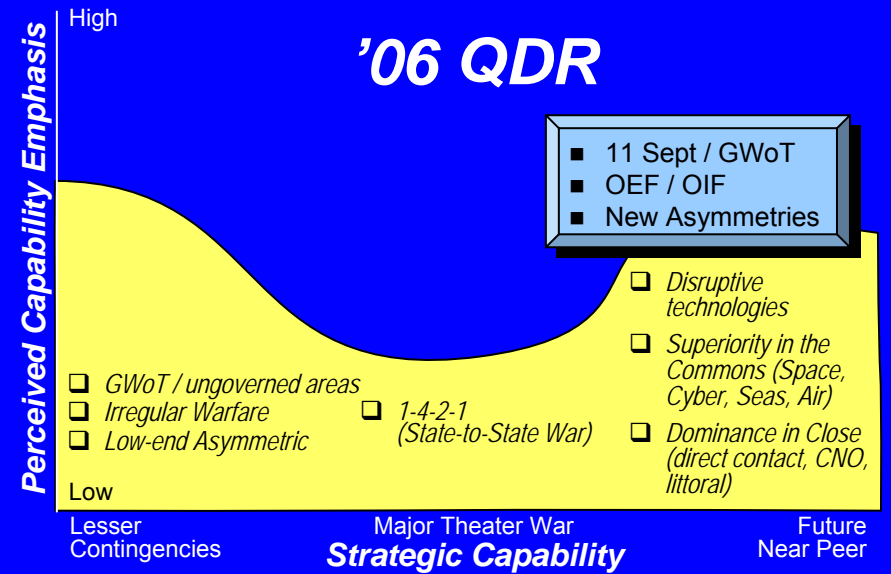 High
'06 QDR
Perceived Capability Emphasis
■ 11 Sept / GWoT
■ OEF / OIF
■ New Asymmetries
❑ GWoT / ungoverned areas
❑ Irregular Warfare
❑ Low-end Asymmetric
❑ 1-4-2-1
(State-to-State War)
❑ Disruptive
technologies
❑ Superiority in the
Commons (Space,
Cyber, Seas, Air)
❑ Dominance in Close
(direct contact, CNO,
littoral)
Low
Lesser
Contingencies
Major Theater War
Future
Near Peer
Strategic Capability